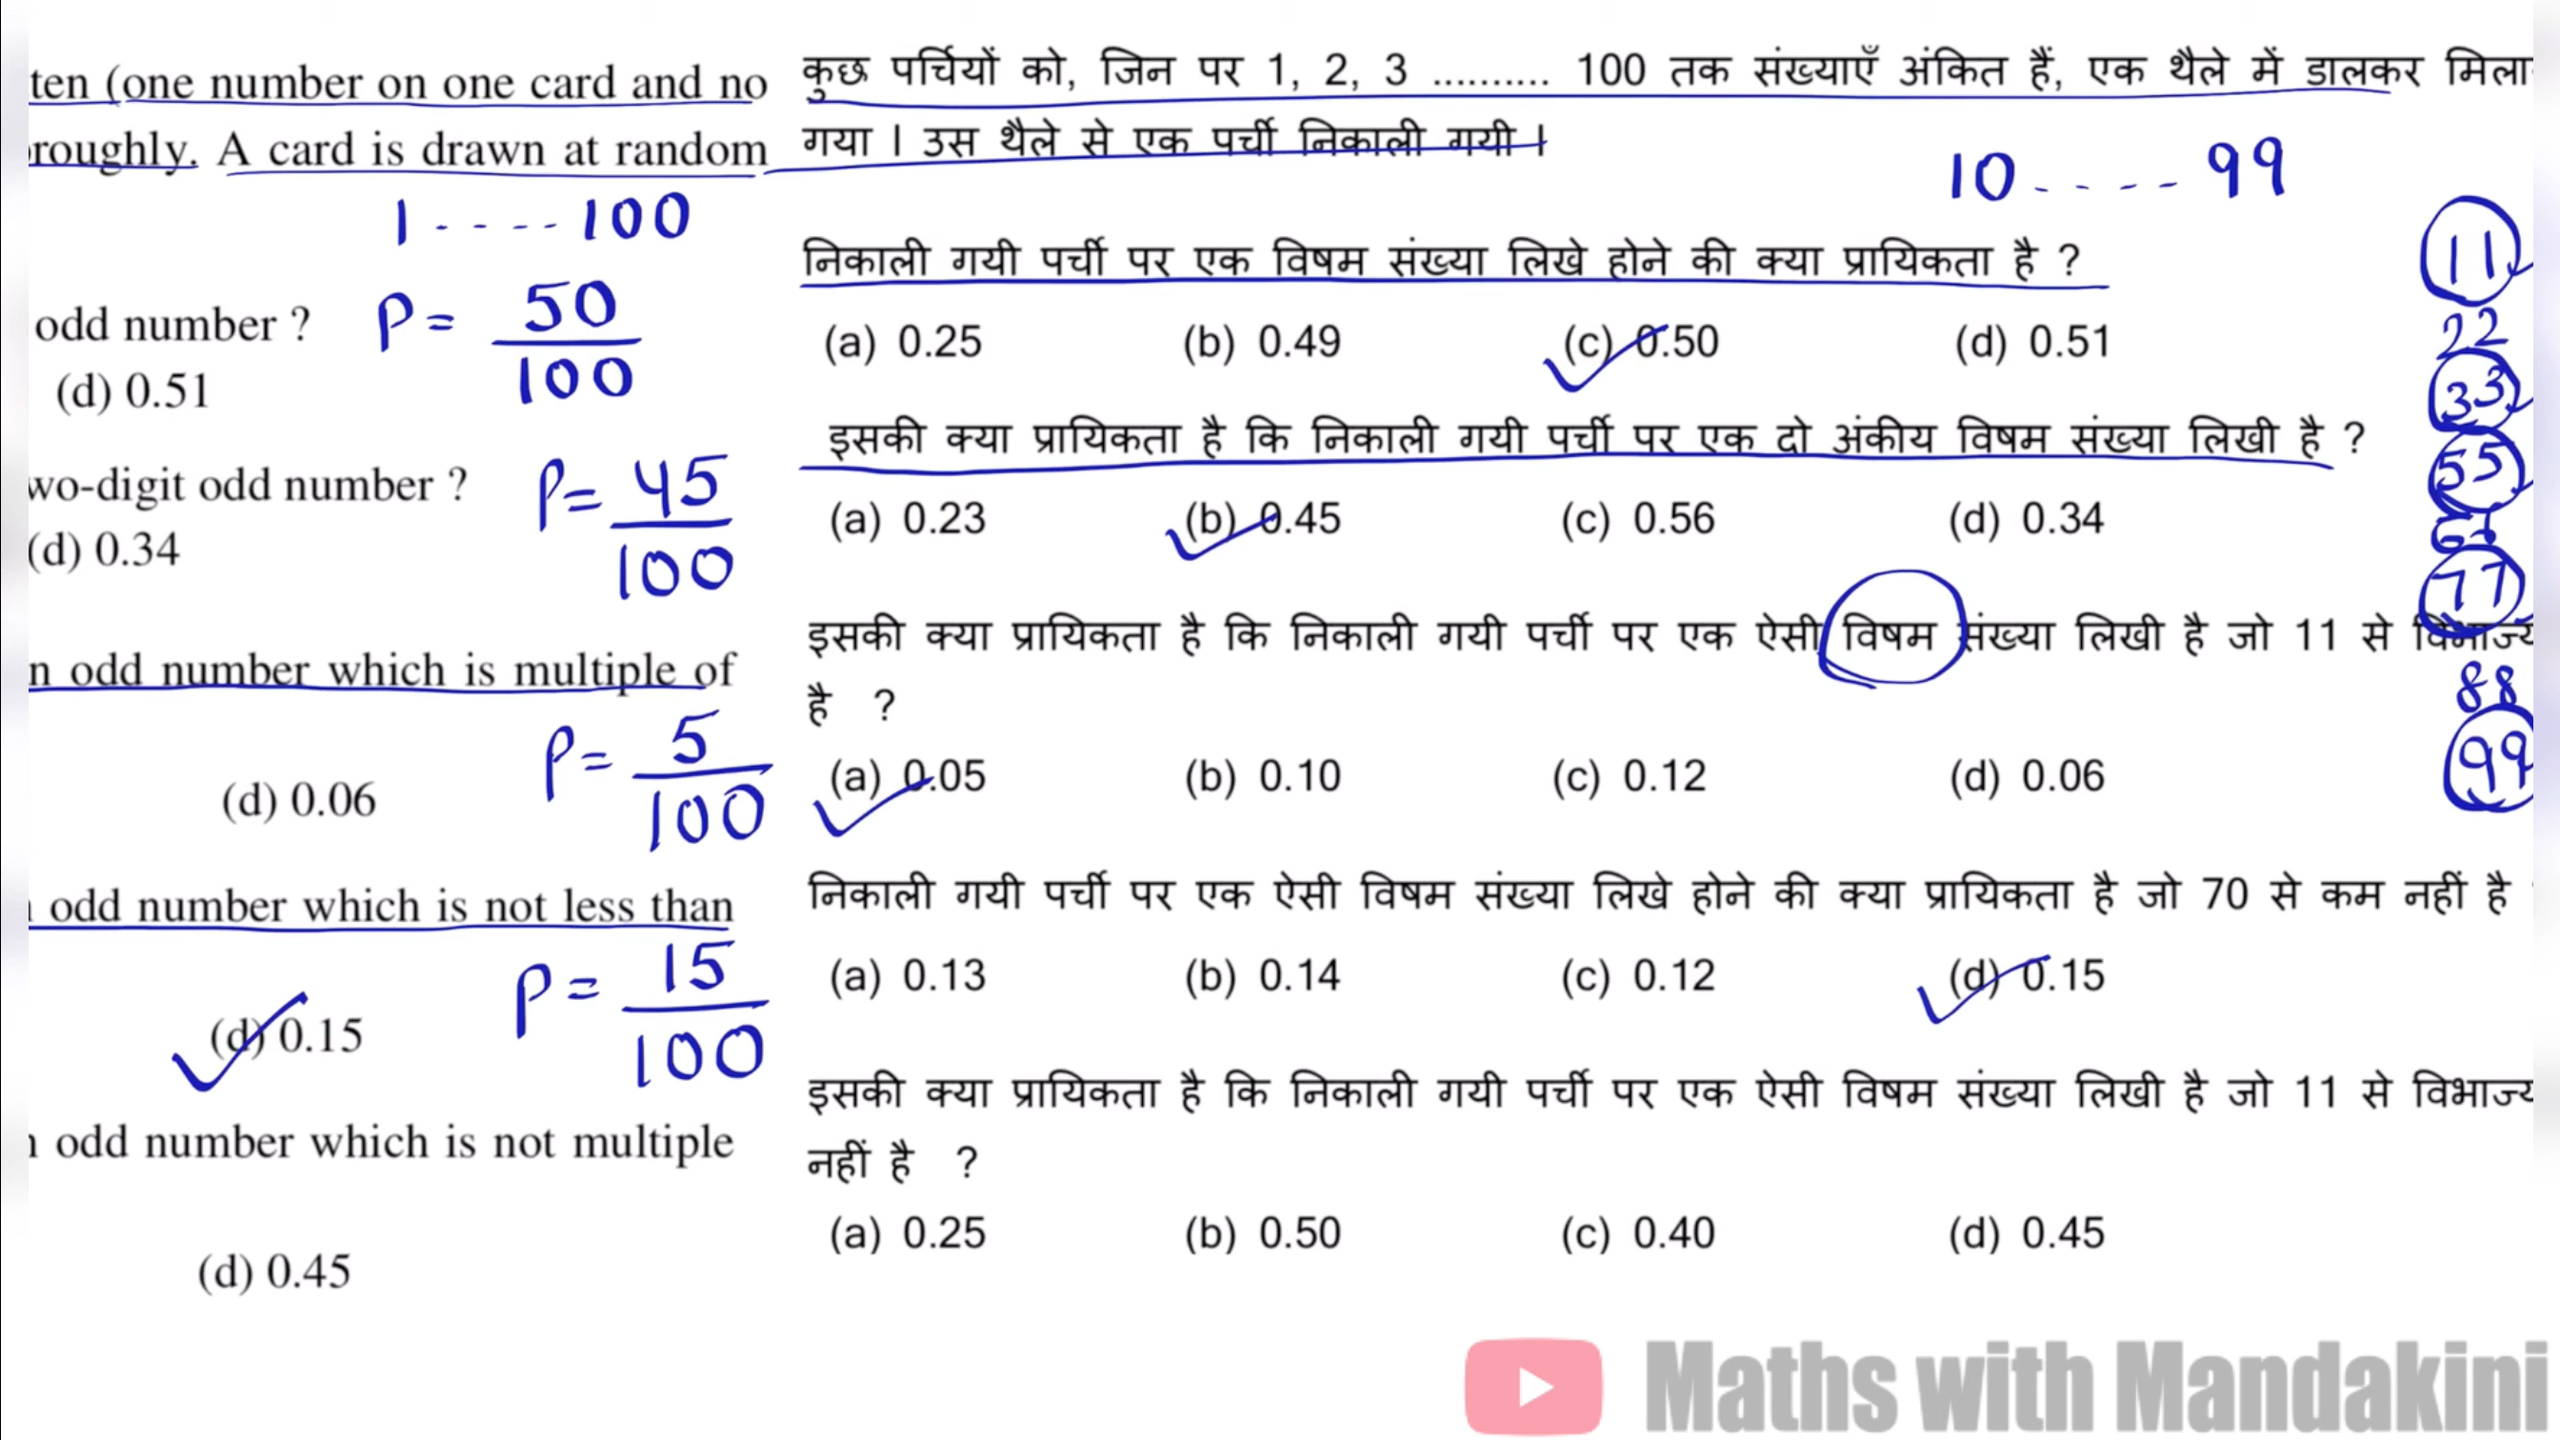 ten (one number on one card and no
roughly. A card is drawn at random
1 - - - - 100
odd number ?
P = 50
100
(d) 0.51
wo-digit odd number ?
P = 45
100
(d) 0.34
n odd number which is multiple of
P = 5
100
(d) 0.06
odd number which is not less than
P = 15
100
(d) 0.15
odd number which is not multiple
(d) 0.45
कुछ पर्चियों को, जिन पर 1, 2, 3 .......... 100 तक संख्याएँ अंकित हैं, एक थैले में डालकर मिला
गया । उस थैले से एक पर्ची निकाली गयी ।
10 - - - - 99
निकाली गयी पर्ची पर एक विषम संख्या लिखे होने की क्या प्रायिकता है ?
(a) 0.25 (b) 0.49 (c) 0.50 (d) 0.51
इसकी क्या प्रायिकता है कि निकाली गयी पर्ची पर एक दो अंकीय विषम संख्या लिखी है ?
(a) 0.23 (b) 0.45 (c) 0.56 (d) 0.34
इसकी क्या प्रायिकता है कि निकाली गयी पर्ची पर एक ऐसी विषम संख्या लिखी है जो 11 से विभाज्य
है ?
(a) 0.05 (b) 0.10 (c) 0.12 (d) 0.06
निकाली गयी पर्ची पर एक ऐसी विषम संख्या लिखे होने की क्या प्रायिकता है जो 70 से कम नहीं है
(a) 0.13 (b) 0.14 (c) 0.12 (d) 0.15
इसकी क्या प्रायिकता है कि निकाली गयी पर्ची पर एक ऐसी विषम संख्या लिखी है जो 11 से विभाज्य
नहीं है ?
(a) 0.25 (b) 0.50 (c) 0.40 (d) 0.45
11
22
33
55
77
88
99
Maths with Mandakini